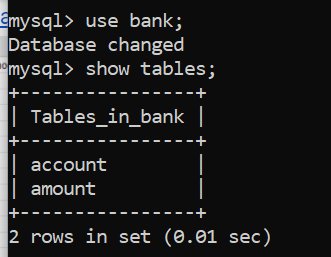 mysql> use bank;
Database changed
mysql> show tables;
+----------------+
| Tables_in_bank |
+----------------+
| account        |
| amount         |
+----------------+
2 rows in set (0.01 sec)